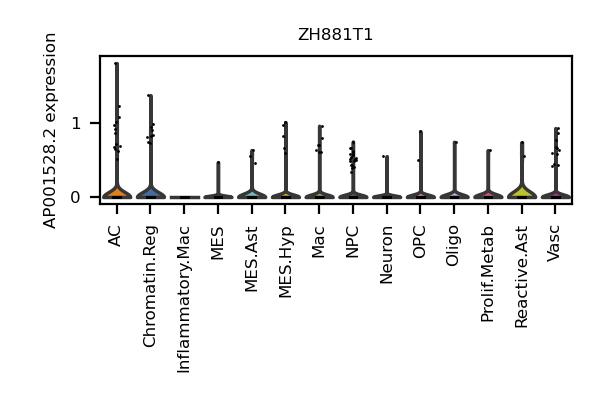 ZH881T1
AP001528.2 expression
1
0
AC
Chromatin.Reg
Inflammatory.Mac
MES
MES.Ast
MES.Hyp
Mac
NPC
Neuron
OPC
Oligo
Prolif.Metab
Reactive.Ast
Vasc